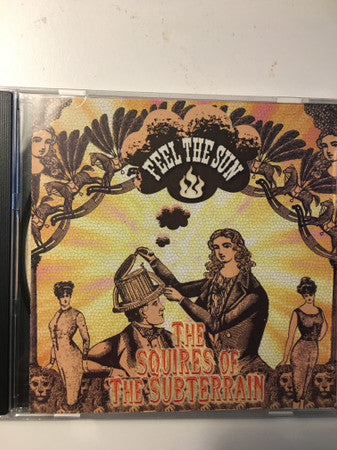 FEEL THE SUN
THE
SQUIRES OF
THE SUBTERRAIN